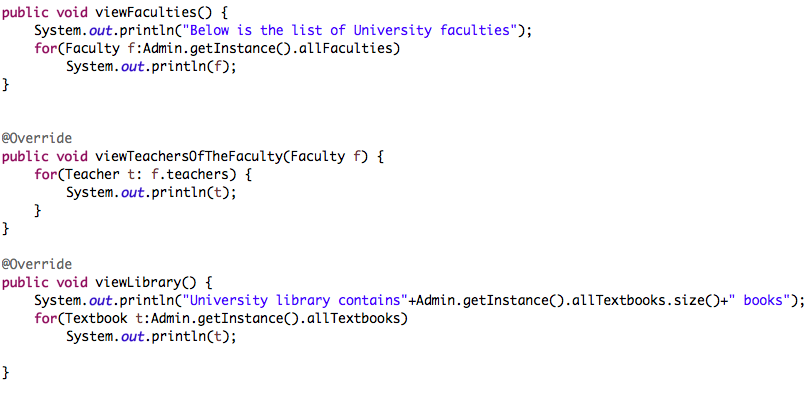 public void viewFaculties() {
    System.out.println("Below is the list of University faculties");
    for(Faculty f:Admin.getInstance().allFaculties)
        System.out.println(f);
}
@Override
public void viewTeachersOfTheFaculty(Faculty f) {
    for(Teacher t: f.teachers) {
        System.out.println(t);
    }
}
@Override
public void viewLibrary() {
    System.out.println("University library contains"+Admin.getInstance().allTextbooks.size()+" books");
    for(Textbook t:Admin.getInstance().allTextbooks)
        System.out.println(t);
}